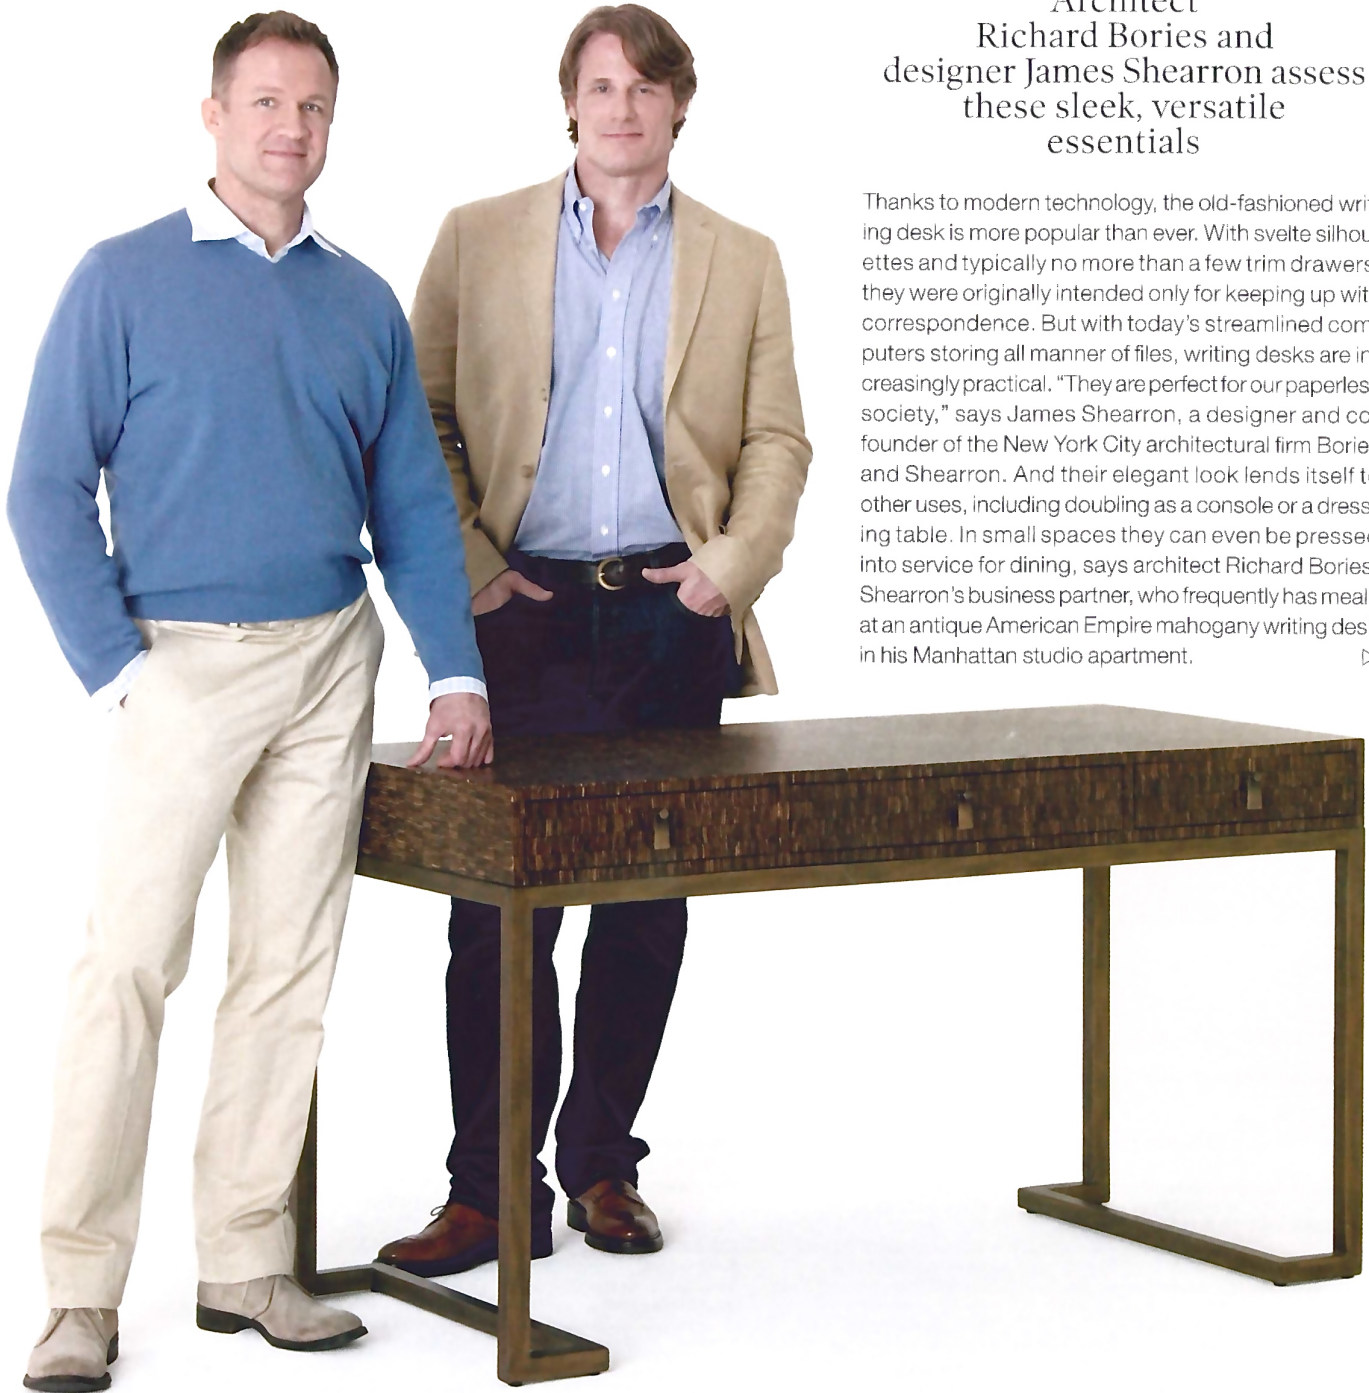 Architect
Richard Bories and
designer James Shearron assess
these sleek, versatile
essentials
Thanks to modern technology, the old-fashioned wri
ing desk is more popular than ever. With svelte silhou
ettes and typically no more than a few trim drawers
they were originally intended only for keeping up wit
correspondence. But with today's streamlined com
puters storing all manner of files, writing desks are in
creasingly practical. "They are perfect for our paperles
society," says James Shearron, a designer and co
founder of the New York City architectural firm Borie
and Shearron. And their elegant look lends itself to
other uses, including doubling as a console or a dress
ing table. In small spaces they can even be pressed
into service for dining, says architect Richard Bories
Shearron's business partner, who frequently has meal
at an antique American Empire mahogany writing des
in his Manhattan studio apartment.